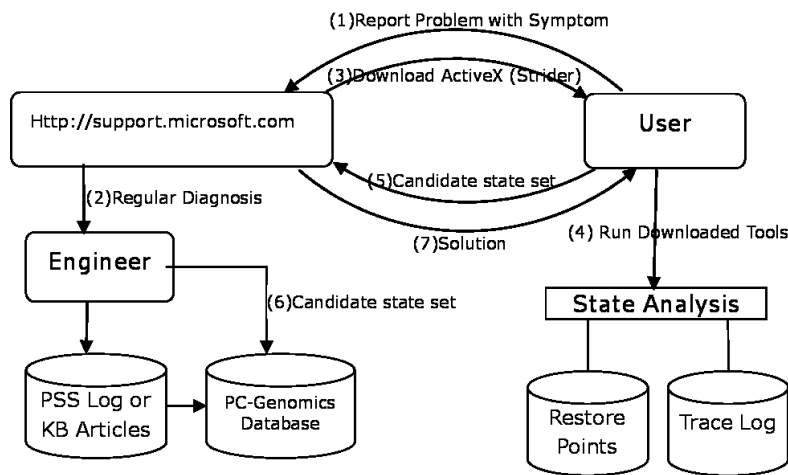 (1)Report Problem with Symptom
(3)Download ActiveX (Strider)
Http://support.microsoft.com
User
(5)Candidate state set
(2)Regular Diagnosis
(7)Solution
(4) Run Downloaded Tools
Engineer
(6)Candidate state set
State Analysis
PSS Log or
KB Articles
PC-Genomics
Database
Restore
Points
Trace Log